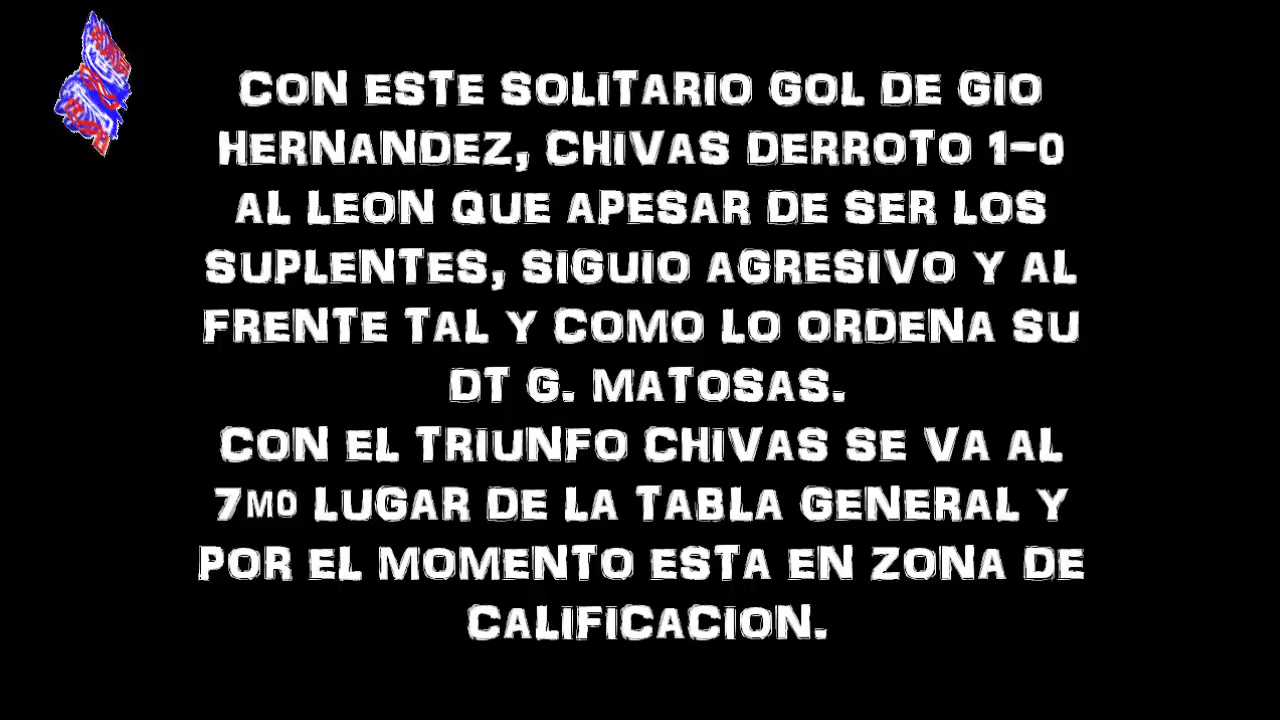 CON ESTE SOLITARIO GOL DE GIO
HERNANDEZ, CHIVAS DERROTO 1-0
AL LEON QUE APESAR DE SER LOS
SUPLENTES, SIGUIO AGRESIVO Y AL
FRENTE TAL Y COMO LO ORDENA SU
DT G. MATOSAS.
CON EL TRIUNFO CHIVAS SE VA AL
7MO LUGAR DE LA TABLA GENERAL Y
POR EL MOMENTO ESTA EN ZONA DE
CALIFICACION.